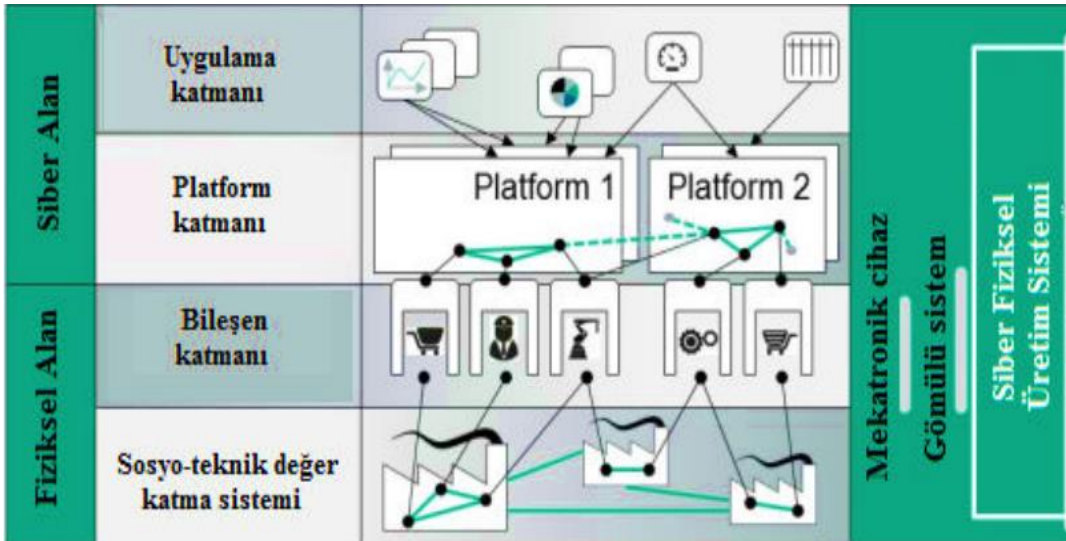 Siber Alan
Uygulama
katmanı
Platform
katmanı
Platform 1
Platform 2
Fiziksel Alan
Bileşen
katmanı
Sosyo-teknik değer
katma sistemi
Mekatronik cihaz
Gömülü sistem
Siber Fiziksel
Üretim Sistemi